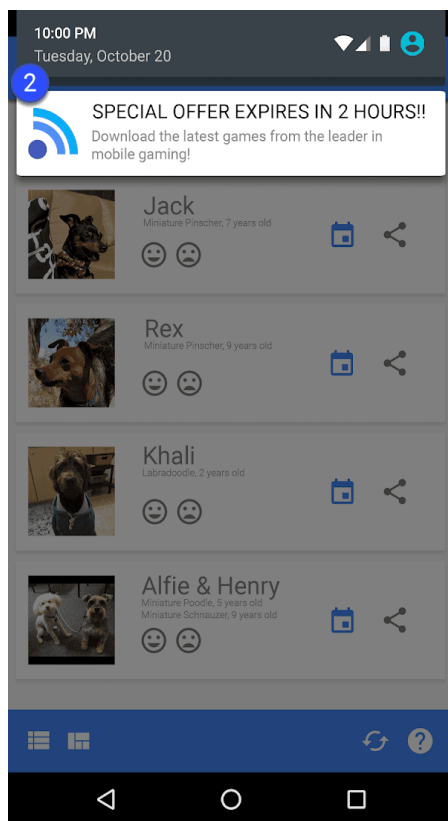 10:00 PM
Tuesday, October 20
2
SPECIAL OFFER EXPIRES IN 2 HOURS!!
Download the latest games from the leader in
mobile gaming!
Jack
Miniature Pinscher, 7 years old
Rex
Miniature Pinscher, 9 years old
Khali
Labradoodle, 2 years old
Alfie & Henry
Miniature Poodle, 5 years old
Miniature Schnauzer, 9 years old
?